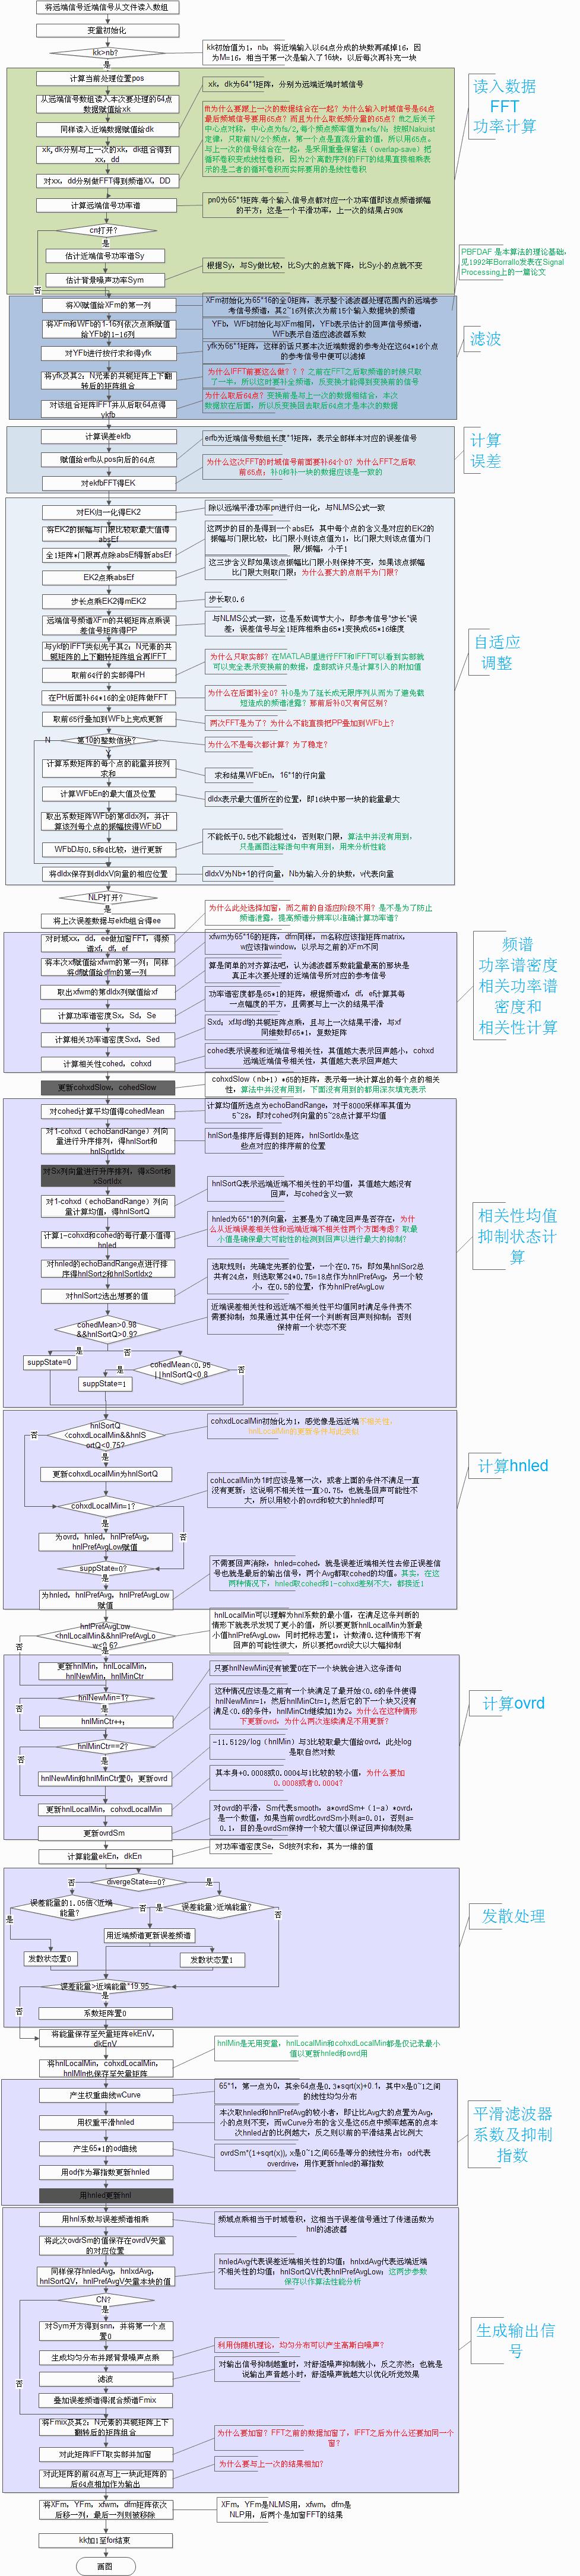 将远端信号近端信号从文件读入数组
变量初始化
kk>nb?
kk初始值为1，nb：将近端输入以64点分成的块数再减掉16，因
为M=16，相当于第一次是输入16块，以后每次再补充一块
是
计算当前处理位置pos
从远端信号数组读入本次要处理的64点
数据赋值给xk
xk，dk为64*1矩阵，分别为远端近端时域信号
同样读入近端数据赋值给dk
xk, dk分别与上一次的xk，dk组合得到
xx，dd
对xx，dd分别做FFT得到频域XX，DD
fft为什么要跟上一次的数据结合在一起？为什么输入时域信号是64点
最后频域信号要用65点？而且为什么取低频分量的65点？fft之后关于
中心点对称，中心点为fs/2,每个频点频率值为n*fs/N；按照Nakuist
定律，只取前N/2个频点，第一个点是直流分量的值，所以用65点。
与上一次的信号结合在一起，是采用重叠保留法（overlap-save）把
循环卷积变成线性卷积，因为2个离散序列的FFT的结果直接相乘表
示的是二者的循环卷积而实际要用的是线性卷积
读入数据
FFT
功率计算
计算远端信号功率谱
pn0为65*1矩阵,每个输入信号点都对应一个功率值即该点频谱振幅
的平方；这是一个平滑功率，上一次的结果占90%
cn打开?
是
估计近端信号功率谱Sy
估计背景噪声功率Sym
否
根据Sy，与Sy做比较，比Sy大的点就下降，比Sy小的点就不变
PBFDAF 是本算法的理论基础，
见1992年Borrallo发表在Signal
Processing上的一篇论文
将XX赋值给XFm的第一列
XFm初始化为65*16的全0矩阵，表示整个滤波器处理范围内的远端参
考信号频谱，其2~16列依次为前15个输入数据块的频谱
将XFm和WFb的1-16列依次点乘赋值
给YFb的1-16列
YFb，WFb初始化与XFm相同，YFb表示估计的回声信号频谱，
WFb表示自适应滤波器系数
对YFb进行按行求和得yfk
yfk为65*1矩阵，这样的话只要本次近端数据的参考处在这64*16个点
的参考信号中便可以滤掉
滤波
将yfk及其2；N元素的共轭矩阵上下翻
转后的矩阵组合
为什么IFFT前要这么做？？？之前在FFT之后取频谱的时候只取
了一半，所以这时要补全频谱，反变换才能得到变换前的信号
对该组合矩阵IFFT并从后取64点得
ykfb
为什么取后64点？变换前是与上一次的数据相结合，本次
数据放在后面，所以反变换回去取后64点才是本次的数据
计算误差ekfb
erfb为近端信号数组长度*1矩阵，表示全部样本对应的误差信号
赋值给erfb从pos向后的64点
对ekfbFFT得EK
为什么这次FFT的时域信号前面要补64个0？为什么FFT之后取
前65点；补0和补一块的数据应该是一致的
计算
误差
对EK归一化得EK2
除以远端平滑功率pn进行归一化，与NLMS公式一致
将EK2的振幅与门限比较取最大值得
absEf
全1矩阵*门限再点除absEf得新absEf
这两步的目的是得到一个absEf，其中每个点的含义是对应的EK2的
振幅与门限比较，比门限小则该点值为1，比门限大则该点值为门
限/振幅，小于1
EK2点乘absEf
这三步含义即如果该点振幅比门限小则保持不变，如果该点振幅
比门限大则取门限；为什么要大的点削平为门限？
步长点乘EK2得mEK2
步长取0.6
远端信号频谱XFm的共轭矩阵点乘误
差信号矩阵得PP
与NLMS公式一致，这是系数调节大小，即参考信号*步长*误
差，误差信号与全1矩阵相乘由65*1变换成65*16维度
与ykf的IFFT类似先于其2；N元素的共
轭矩阵的上下翻转矩阵组合再IFFT
自适应
调整
取前64行的实部得PH
为什么只取实部？在MATLAB里进行FFT和IFFT可以看到实部就
可以完全表示变换前的数据，虚部或许只是计算引入的附加值
在PH后面补64*16的全0矩阵做FFT
为什么在后面补全0？补0是为了延长成无限序列从而为了避免截
短造成的频谱泄露？那前后补0又有何区别？
取前65行叠加到WFb上完成更新
两次FFT是为了？为什么不能直接把PP叠加到WFb上？
N
第10的整数倍块？
为什么不是每次都计算？为了稳定？
Y
计算系数矩阵的每个点的能量并按列
求和
求和结果WFbEn，16*1的行向量
计算WFbEn的最大值及位置
dIdx表示最大值所在的位置，即16块中那一块的能量最大
取出系数矩阵WFb的第dIdx列，并计
算该列每个点的振幅按得WFbD
WFbD与0.5和4比较，进行更新
不能低于0.5也不能超过4，否则取门限，算法中并没有用到，
只是画图注释语句中有用到，用来分析性能
将dIdx保存到dIdxV向量的相应位置
dIdxV为Nb+1的行向量，Nb为输入分的块数，v代表向量
NLP打开?
是
将上次误差数据与ekfb组合得ee
为什么此处选择加窗，而之前的自适应阶段不用？是不是为了防止
频谱泄露，提高频谱分辨率以准确计算功率谱？
对时域xx，dd，ee做加窗FFT，得频
谱xf，df，ef
将本次xf赋值给xfwm的第一列；同样
将df赋值给dfm的第一列
xfwm为65*16的矩阵，dfm同样，m名称应该指矩阵matrix，
w应该指window，以示与之前的XFm不同
取出xfwm的第dIdx列赋值给xf
算是简单的对齐算法吧，认为滤波器系数能量最高的那块是
真正本次处理的近端信号所对应的参考信号
计算功率谱密度Sx，Sd，Se
功率谱密度都是65*1的矩阵，根据频谱xf，df，ef计算其每
一点幅度的平方，且需要与上一次的结果平滑
计算相关功率谱密度Sxd，Sed
Sxd：xf与df的共轭矩阵点乘，且与上一次结果平滑，与xf
同维数即65*1，复数矩阵
计算相关性cohed，cohxd
cohed表示误差和近端信号相关性，其值越大表示回声越小，cohxd
远端近端信号相关性，其值越大表示回声越大
频谱
功率谱密度
相关功率谱
密度和
相关性计算
更新cohxdSlow，cohedSlow
cohxdSlow（nb+1）*65的矩阵，表示每一块计算出的每个点的相关
性，算法中并没有用到，下面没有用到的都用深灰填充表示
对cohed计算平均值得cohedMean
计算均值所选点为echoBandRange，对于8000采样率其值为
5~28，即对cohed列向量的5~28点计算平均值
对1-cohxd（echoBandRange）列向
量进行升序排列，得hnlSort和
hnlSortIdx
hnlSort是排序后得到的矩阵，hnlSortIdx是这
些点对应的排序前的位置
对Sx列向量进行升序排列，得xSort和
xSortIdx
对1-cohxd（echoBandRange）列向
量计算均值，得hnlSortQ
hnlSortQ表示远端近端不相关性的平均值，其值越大越没有
回声，与cohed含义一致
计算1-cohxd和cohed的每行最小值得
hnled
hnled为65*1的列向量，主要是为了确定回声是否存在，为什
么从近端误差相关性和远端近端不相关性两个方面考虑？取最
小值是确保最大可能性的检测到回声以进行最大的抑制？
对hnled的echoBandRange点进行排
序得hnlSort2和hnlSortIdx2
对hnlSort2选出想要的值
选取规则：先确定先要的位置，一个在0.75，即如果hnlSor2总
共有24点，则选取第24*0.75=18点作为hnlPrefAvg，另一个较
小，在0.5的位置，作为hnlPrefAvgLow
相关性均值
抑制状态计
算
cohedMean>0.98
&&hnlSortQ>0.9?
近端误差相关性和远近端不相关性平均值同时满足条件责不
需要抑制；如果通过其中任何一个判断有回声则抑制；否则
保持前一个状态不变
是
否
suppState=0
cohedMean<0.95
||hnlSortQ<0.8
是
否
suppState=1
hnlSortQ
<cohxdLocalMin&&hnlS
ortQ<0.75?
cohxdLocalMin初始化为1，感觉像是远近端不相关性，
hnlLocalMin的更新条件与此类似
否
是
更新cohxdLocalMin为hnlSortQ
cohxdLocalMin=1?
cohLocalMin为1时应该是第一次，或者上面的条件不满足一直
没有更新；这说明不相关性一直>0.75，也就是回声可能性不
大，所以用较小的ovrd和较大的hnled即可
计算hnled
是
否
为ovrd，hnled，hnlPrefAvg，
hnlPrefAvgLow赋值
suppState=0?
是
为hnled，hnlPrefAvg，hnlPrefAvgLow
赋值
不需要回声消除，hnled=cohed，就是误差近端相关性去修正误差信
号也就是最后的输出信号，两个Avg都取cohed的均值。其实，在这
两种情况下，hnled取cohed和1-cohxd差别不大，都接近1
hnlPrefAvgLow
<hnlLocalMin&&hnlPrefAvgLo
w<0.6?
hnlLocalMin可以理解为hnl系数的最小值，在满足这条判断的
情形下就表示发现了更小的值，所以要更新hnlLocalMin为新最
小值hnlPrefAvgLow，同时把标志置1，计数清0.这种情形下有
回声的可能性很大，所以要把ovrd设大以大幅抑制
是
否
更新hnlMin，hnlLocalMin，
hnlNewMin，hnlMinCtr
只要hnlNewMin没有被置0在下一个块就会进入这条语句
hnlNewMin=1?
是
否
hnlMinCtr++;
这种情况应该是之前有一个块满足了最开始<0.6的条件使得
hnlNewMinr=1，然后hnlMinCtr=1,然后它的下一个块又没有
满足<0.6的条件，hnlMinCtr继续加1为2。为什么在这种情形
下更新ovrd，为什么两次连续满足不用更新？
计算ovrd
hnlMinCtr==2?
是
否
-11.5129/log（hnlMin）与3比较取最大值给ovrd，此处log
是取自然对数
hnlNewMin和hnlMinCtr置0；更新ovrd
其本身+0.0008或0.0004与1比的较小值，为什么要加
0.0008或者0.0004？
更新hnlLocalMin，cohxdLocalMin
更新ovrdSm
对ovrd的平滑，Sm代表smooth，a*ovrdSm+（1-a）*ovrd，
是一个数值，如果当前ovrd比ovrdSm小则a=0.01，否则a=
0.1，目的是ovrdSm保持一个较大值以保证回声抑制效果
计算能量ekEn，dkEn
对功率谱密度Se，Sd按列求和，其为一维的值
divergeState==0?
否
是
误差能量的1.05倍<近端
能量?
误差能量>近端能量?
是
否
是
否
用近端频谱更新误差频谱
发散状态置0
发散状态置1
发散处理
误差能量>近端能量*19.95
是
否
系数矩阵置0
将能量保存至矢量矩阵ekEnV，
dkEnV
将hnlLocalMin，cohxdLocalMin，
hnlMin也保存至矢量矩阵
hnlMin是无用变量，hnlLocalMin和cohxdLocalMin都是仅记录最小
值以更新hnled和ovrd用
产生权重曲线wCurve
65*1，第一点为0，其余64点是0.3*sqrt(x)+0.1，其中x是0~1之间
的线性均匀分布
用权重平滑hnled
本次取hnled和hnlPrefAvg的较小者，即让比Avg大的点置为Avg，
小的点则不变，而wCurve分布的含义是这65点中频率越高的点本
次hnled占的比例越大，反之则以前的平滑结果占比例大
产生65*1的od曲线
ovrdSm*(1+sqrt(x)), x是0~1之间65是等分的线性分布；od代表
overdrive，用作更新hnled的幂指数
用od作为幂指数更新hnled
用hnled更新hnl
平滑滤波器
系数及抑制
指数
用hnl系数与误差频谱相乘
频域点乘相当于时域卷积，这相当于误差信号通过了传递函数为
hnl的滤波器
将此次ovdrSm的值保存在ovrdV矢量
的对应位置
同样保存hnledAvg，hnlxdAvg，
hnlSortQV，hnlPrefAvgV矢量本块的值
hnledAvg代表误差近端相关性的均值；hnlxdAvg代表远端近端
不相关性的均值；hnlSortQV代表hnlPrefAvgLow；这两步参数
保存以作算法性能分析
CN?
是
否
对Sym开方得到snn，并将第一个点
置0
生成均匀分布并跟背景噪声点乘
利用伪随机理论，均匀分布可以产生高斯白噪声？
滤波
对输出信号抑制越重时，对舒适噪声抑制就小，反之亦然；也就是
说输出声音越小时，舒适噪声就越大以优化听觉效果
叠加误差频谱得混合频谱Fmix
生成输出信
号
将Fmix及其2；N元素的共轭矩阵上下
翻转后的矩阵组合
对此矩阵IFFT取实部并加窗
为什么要加窗？FFT之前的数据加窗了，IFFT之后为什么还要加同一个
窗？
对此矩阵的前64点与上一块此矩阵的
后64点相加作为输出
为什么要与上一次的结果相加？
将XFm，YFm，xfwm，dfm矩阵依次
后移一列，最后一列则被移除
XFm，YFm是NLMS用，xfwm，dfm是
NLP用，后两个是加窗FFT的结果
kk加1至for结束
画图